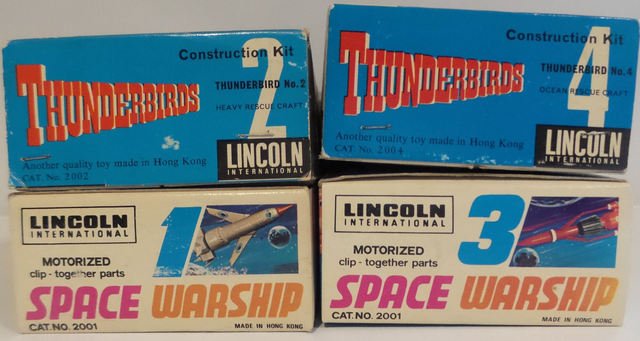 Construction Kit
2
THUNDERBIRDS
THUNDERBIRD No.2
HEAVY RESCUE CRAFT
Another quality toy made in Hong Kong
CAT. No. 2002
LINCOLN
INTERNATIONAL
Construction Kit
4
THUNDERBIRDS
THUNDERBIRD No.4
OCEAN RESCUE CRAFT
Another quality toy made in Hong Kong
CAT. No. 2004
LINCOLN
INTERNATIONAL
LINCOLN
INTERNATIONAL
1
MOTORIZED
clip - together parts
SPACE WARSHIP
CAT. NO. 2001
MADE IN HONG KONG
LINCOLN
INTERNATIONAL
3
MOTORIZED
clip - together parts
SPACE WARSHIP
CAT. NO. 2001
MADE IN HONG KONG